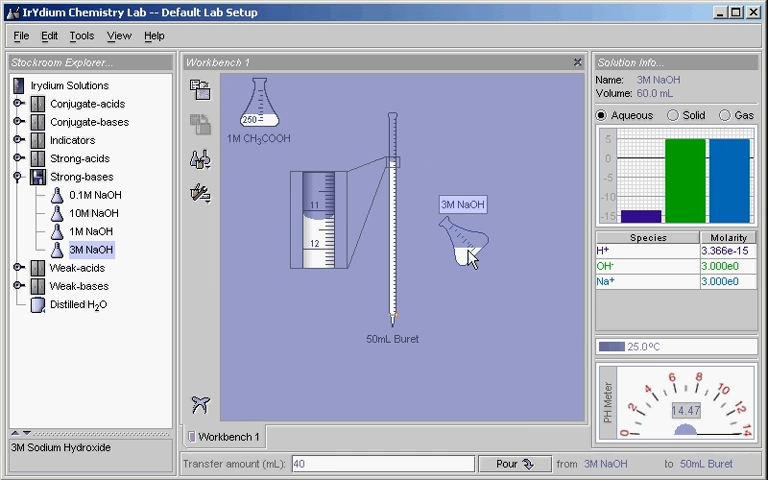 IrYdium Chemistry Lab -- Default Lab Setup
File Edit Tools View Help
Stockroom Explorer...
Irydium Solutions
Conjugate-acids
Conjugate-bases
Indicators
Strong-acids
Strong-bases
0.1M NaOH
10M NaOH
1M NaOH
3M NaOH
Weak-acids
Weak-bases
Distilled H₂O
3M Sodium Hydroxide
Workbench 1
250
1M CH₃COOH
11
12
3M NaOH
50mL Buret
Workbench 1
Transfer amount (mL): 40 Pour from 3M NaOH to 50mL Buret
Solution Info...
Name: 3M NaOH
Volume: 60.0 mL
Aqueous Solid Gas
5
0
-5
-10
-15
Species Molarity
H⁺ 3.366e-15
OH⁻ 3.000e0
Na⁺ 3.000e0
25.0ºC
PH Meter
0 2 4 6 8 10 12 14
14.47